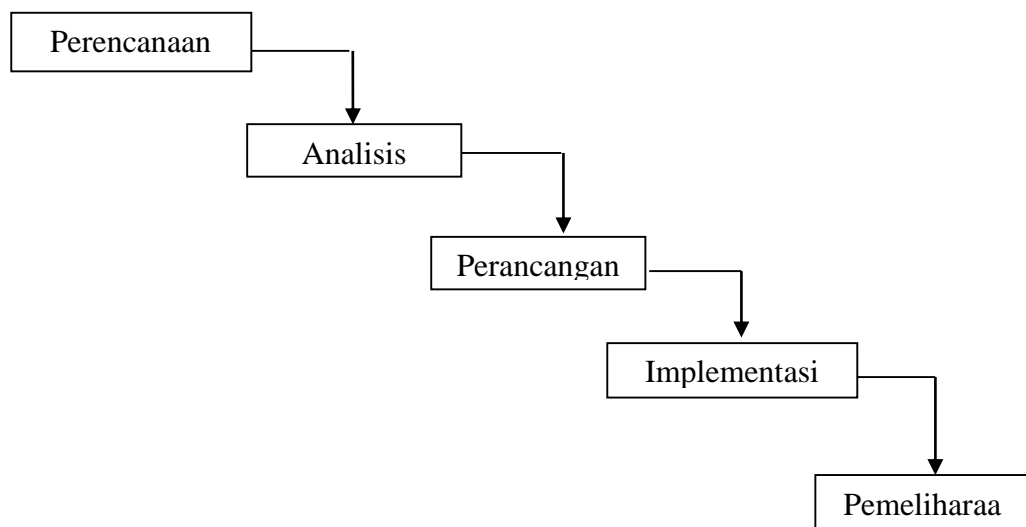 Perencanaan
Analisis
Perancangan
Implementasi
Pemeliharaa